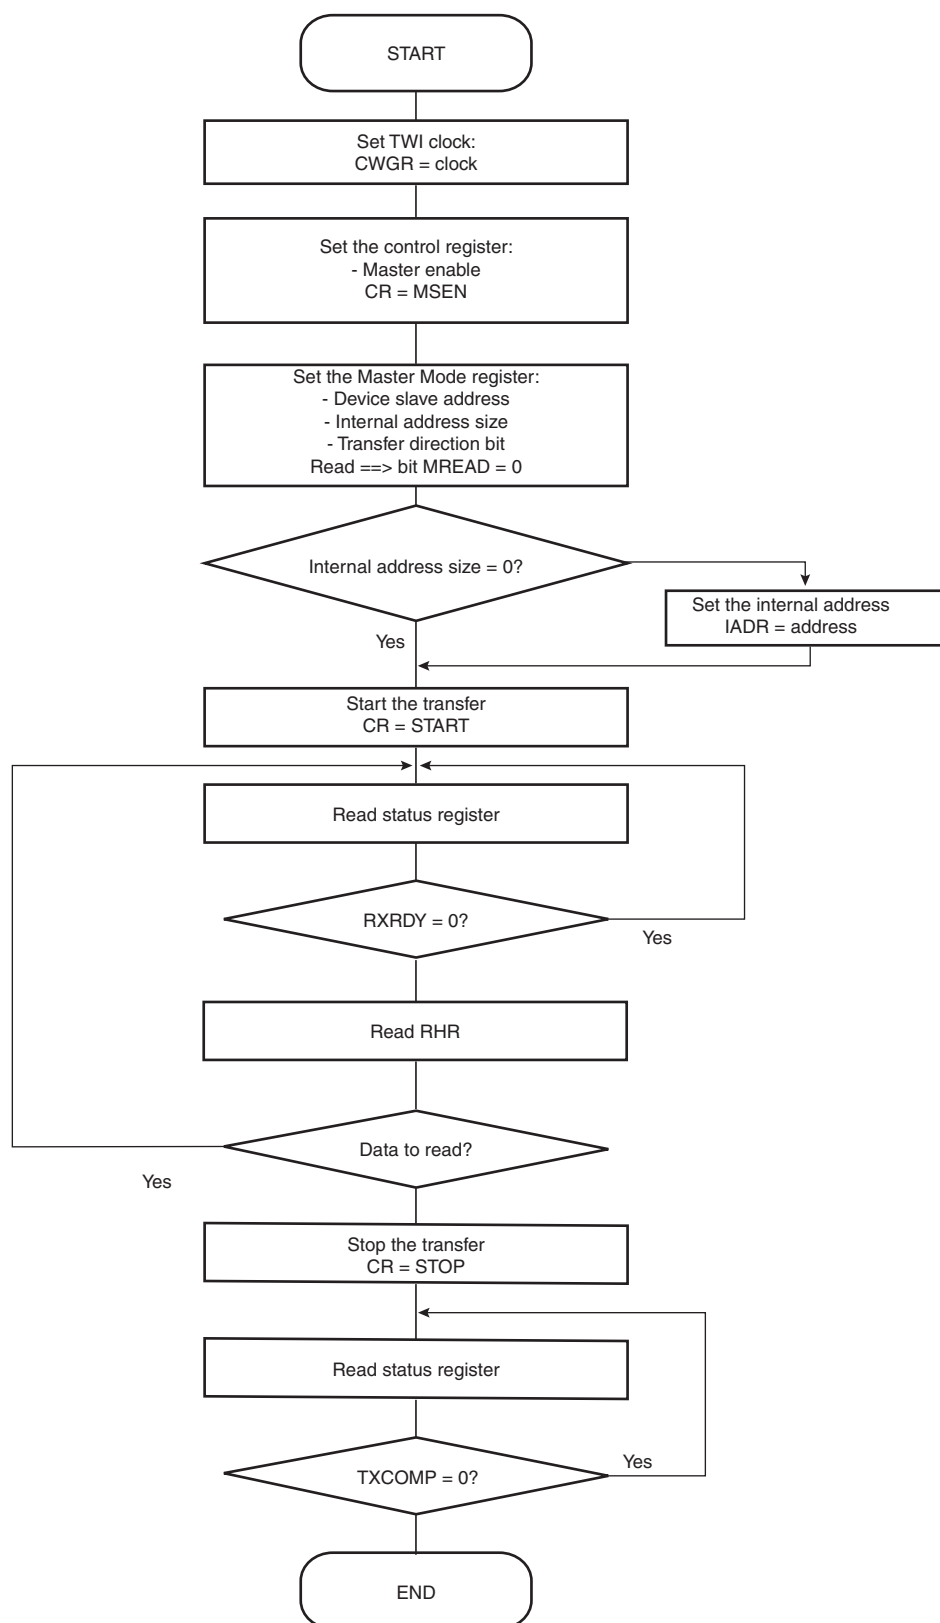 START
Set TWI clock:
CWGR = clock
Set the control register:
- Master enable
CR = MSEN
Set the Master Mode register:
- Device slave address
- Internal address size
- Transfer direction bit
Read ==> bit MREAD = 0
Internal address size = 0?
Set the internal address
IADR = address
Yes
Start the transfer
CR = START
Read status register
RXRDY = 0?
Yes
Read RHR
Data to read?
Yes
Stop the transfer
CR = STOP
Read status register
TXCOMP = 0?
Yes
END